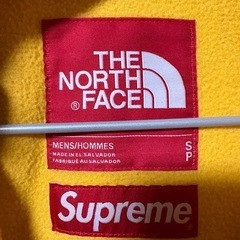 THE
NORTH
FACE
®
MENS/HOMMES
MADE IN EL SALVADOR
FABRIQUÉ AU SALVADOR
S
P
Supreme